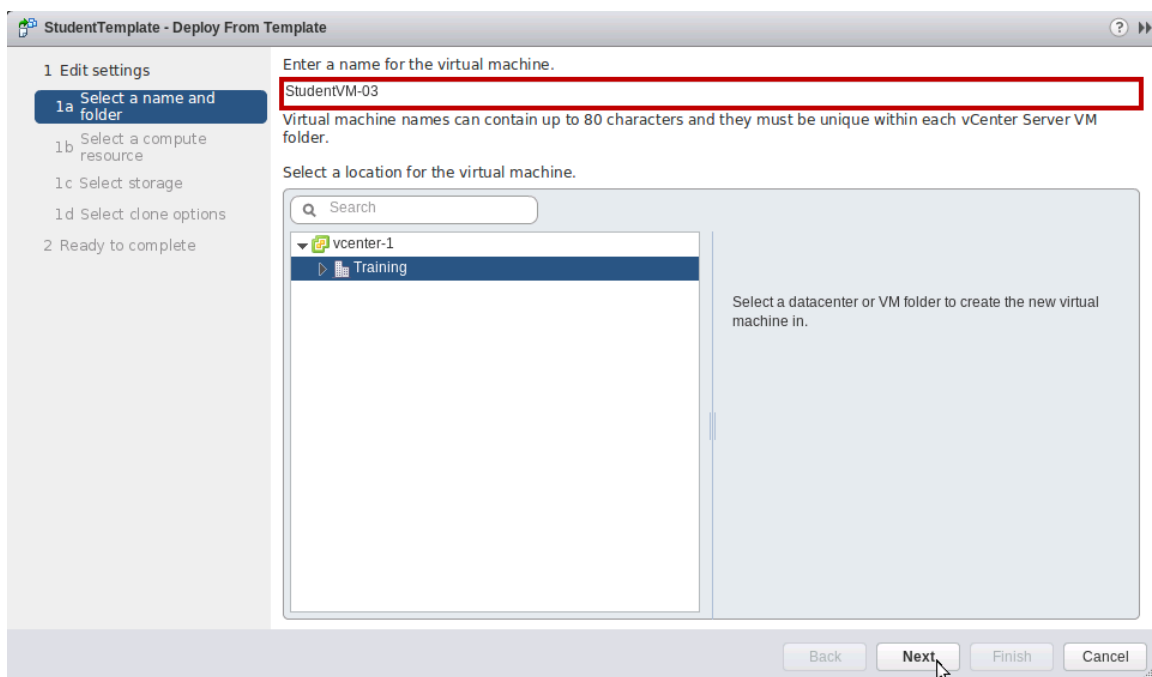 StudentTemplate - Deploy From Template
?
1 Edit settings
1a Select a name and
folder
1b Select a compute
resource
1c Select storage
1d Select clone options
2 Ready to complete
Enter a name for the virtual machine.
StudentVM-03
Virtual machine names can contain up to 80 characters and they must be unique within each vCenter Server VM
folder.
Select a location for the virtual machine.
Search
vcenter-1
Training
Select a datacenter or VM folder to create the new virtual
machine in.
Back Next Finish Cancel